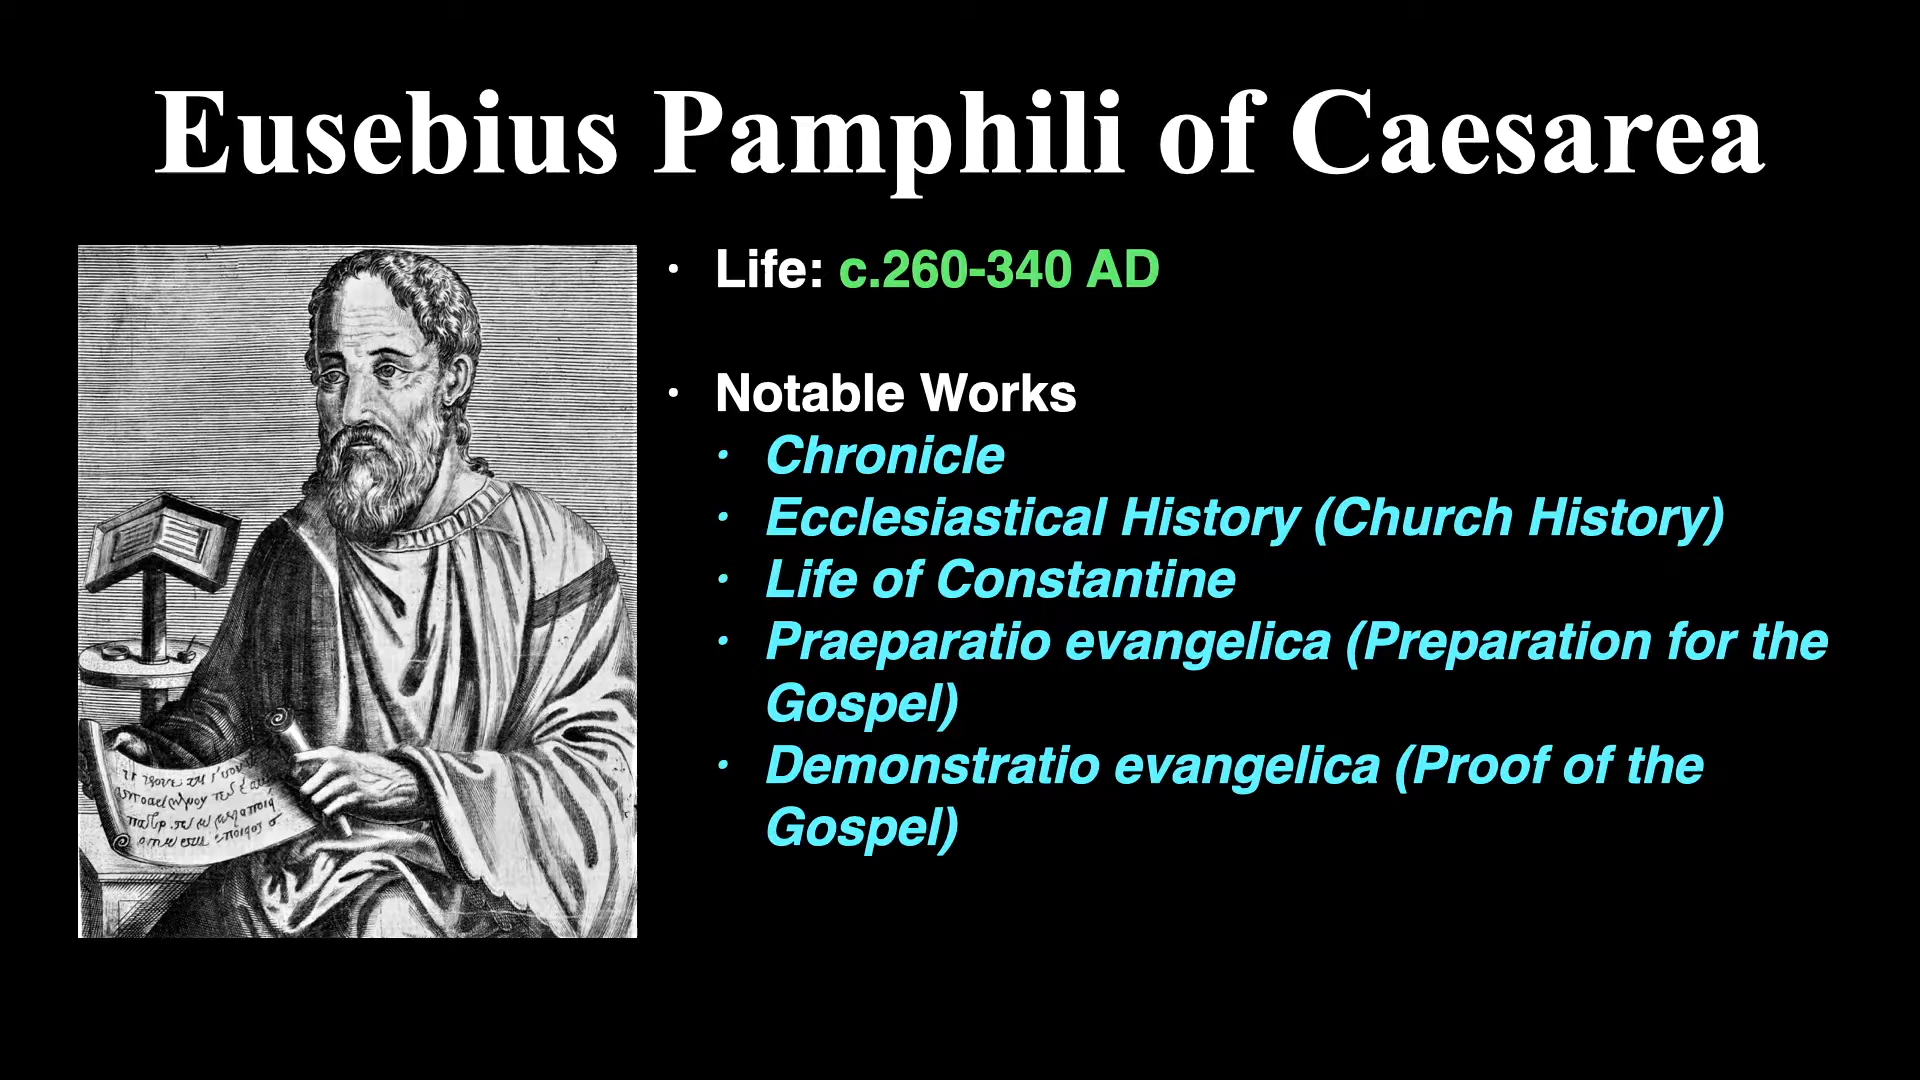 Eusebius Pamphili of Caesarea
• Life: c.260-340 AD
• Notable Works
• Chronicle
• Ecclesiastical History (Church History)
• Life of Constantine
• Praeparatio evangelica (Preparation for the
Gospel)
• Demonstratio evangelica (Proof of the
Gospel)